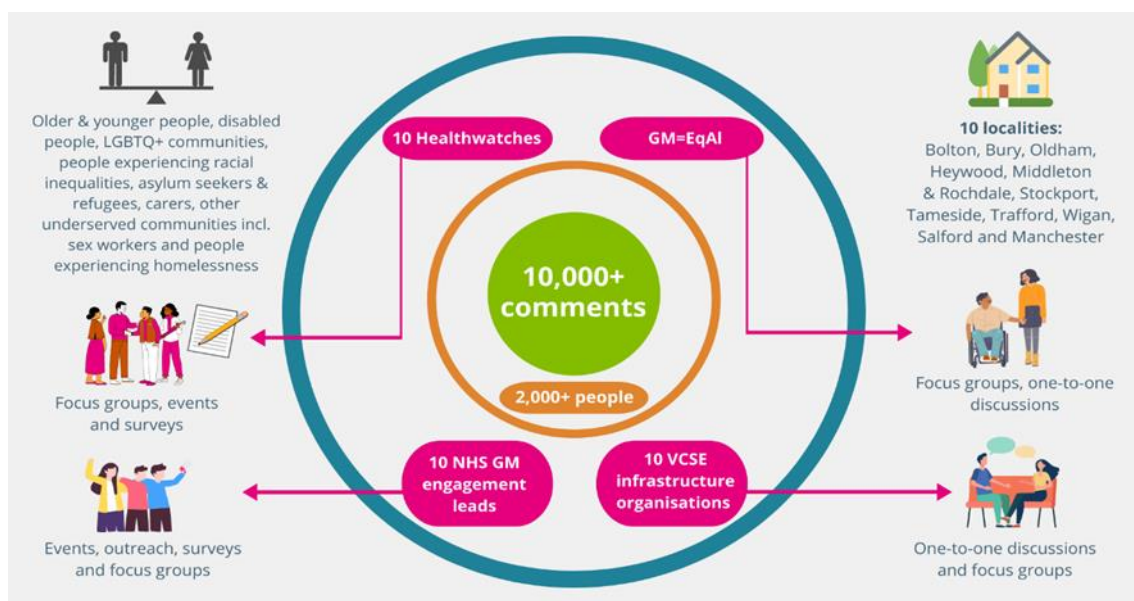 Older & younger people, disabled
people, LGBTQ+ communities,
people experiencing racial
inequalities, asylum seekers &
refugees, carers, other
underserved communities incl.
sex workers and people
experiencing homelessness
Focus groups, events
and surveys
Events, outreach, surveys
and focus groups
10 Healthwatches
GM=EqAl
10,000+
comments
2,000+ people
10 NHS GM
engagement
leads
10 VCSE
infrastructure
organisations
10 localities:
Bolton, Bury, Oldham,
Heywood, Middleton
& Rochdale, Stockport,
Tameside, Trafford, Wigan,
Salford and Manchester
Focus groups, one-to-one
discussions
One-to-one discussions
and focus groups